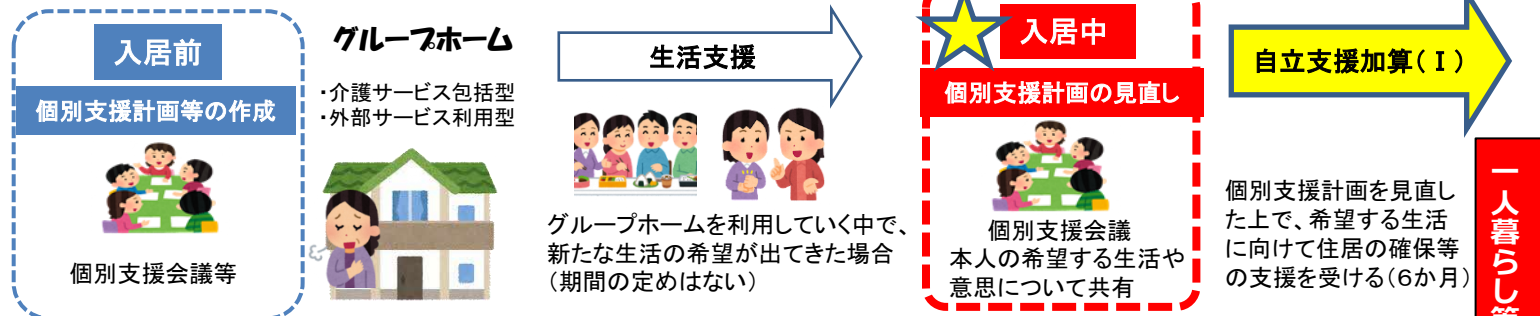 入居前
個別支援計画等の作成
個別支援会議等
グループホーム
・介護サービス包括型
・外部サービス利用型
生活支援
グループホームを利用していく中で、
新たな生活の希望が出てきた場合
（期間の定めはない）
入居中
個別支援計画の見直し
個別支援会議
本人の希望する生活や
意思について共有
自立支援加算（Ⅰ）
個別支援計画を見直し
た上で、希望する生活
に向けて住居の確保等
の支援を受ける（６か月）
一人暮らし等